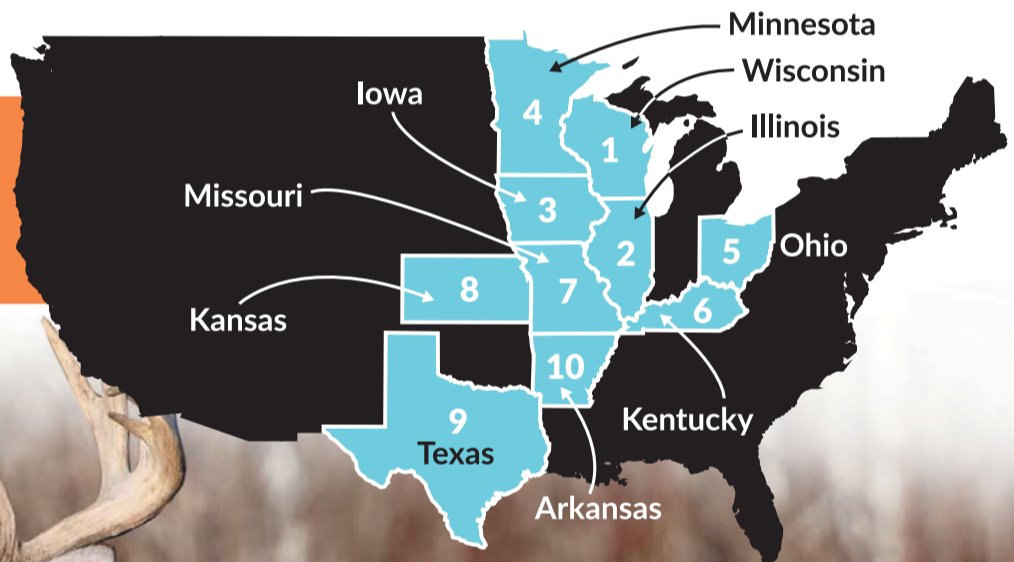 Minnesota
Wisconsin
Iowa
Illinois
4
1
Missouri
3
2
5
Ohio
8
7
6
Kansas
10
9
Texas
Kentucky
Arkansas